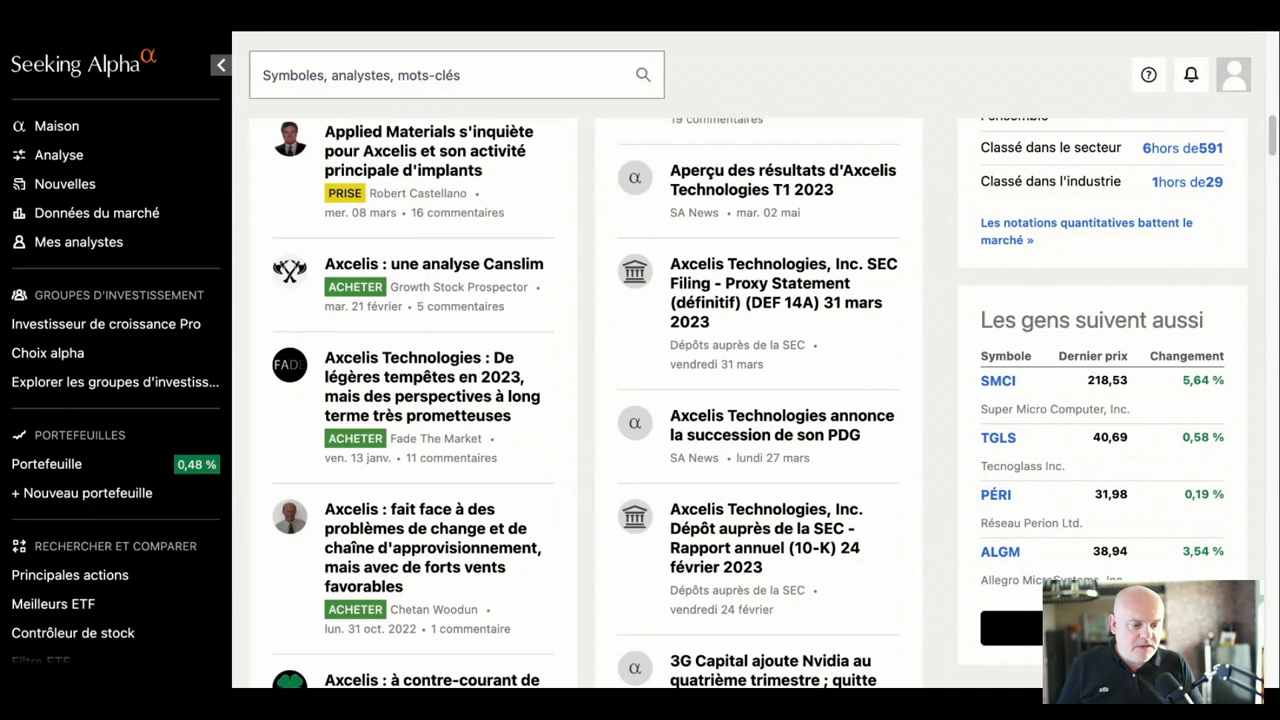 Seeking Alpha α
Maison
Analyse
Nouvelles
Données du marché
Mes analystes
GROUPES D'INVESTISSEMENT
Investisseur de croissance Pro
Choix alpha
Explorer les groupes d'investiss...
PORTEFEUILLES
Portefeuille 0,48 %
+ Nouveau portefeuille
RECHERCHER ET COMPARER
Principales actions
Meilleurs ETF
Contrôleur de stock
Filtre ETF
Symboles, analystes, mots-clés
Applied Materials s'inquiète
pour Axcelis et son activité
principale d'implants
PRISE Robert Castellano •
mer. 08 mars • 16 commentaires
Axcelis : une analyse Canslim
ACHETER Growth Stock Prospector •
mar. 21 février • 5 commentaires
FADE
Axcelis Technologies : De
légères tempêtes en 2023,
mais des perspectives à long
terme très prometteuses
ACHETER Fade The Market •
ven. 13 janv. • 11 commentaires
Axcelis : fait face à des
problèmes de change et de
chaîne d'approvisionnement,
mais avec de forts vents
favorables
ACHETER Chetan Woodun •
lun. 31 oct. 2022 • 1 commentaire
Axcelis : à contre-courant de
19 commentaires
α
Aperçu des résultats d'Axcelis
Technologies T1 2023
SA News • mar. 02 mai
Axcelis Technologies, Inc. SEC
Filing - Proxy Statement
(définitif) (DEF 14A) 31 mars
2023
Dépôts auprès de la SEC •
vendredi 31 mars
α
Axcelis Technologies annonce
la succession de son PDG
SA News • lundi 27 mars
Axcelis Technologies, Inc.
Dépôt auprès de la SEC -
Rapport annuel (10-K) 24
février 2023
Dépôts auprès de la SEC •
vendredi 24 février
α
3G Capital ajoute Nvidia au
quatrième trimestre ; quitte
Classé dans le secteur 6hors de591
Classé dans l'industrie 1hors de29
Les notations quantitatives battent le
marché »
Les gens suivent aussi
Symbole Dernier prix Changement
SMCI 218,53 5,64 %
Super Micro Computer, Inc.
TGLS 40,69 0,58 %
Tecnoglass Inc.
PÉRI 31,98 0,19 %
Réseau Perion Ltd.
ALGM 38,94 3,54 %
Allegro MicroSystems, Inc.